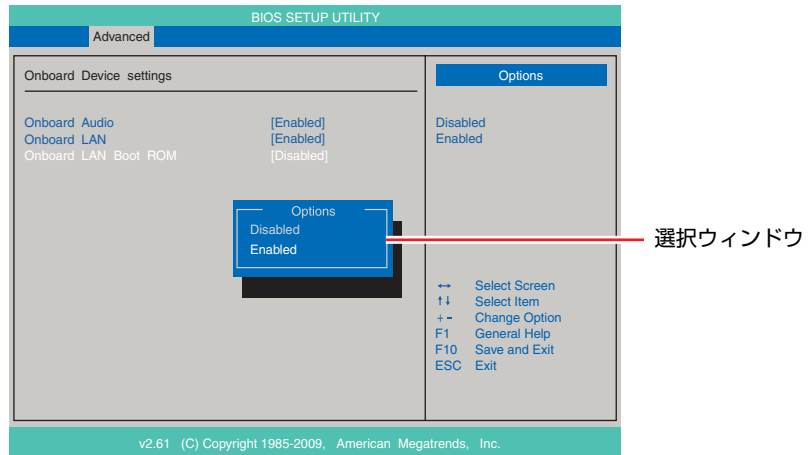 BIOS SETUP UTILITY
Advanced
Onboard Device settings
Onboard Audio [Enabled]
Onboard LAN [Enabled]
Onboard LAN Boot ROM [Disabled]
Options
Disabled
Enabled
Options
Disabled
Enabled
選択ウィンドウ
↔ Select Screen
↑↓ Select Item
+- Change Option
F1 General Help
F10 Save and Exit
ESC Exit
v2.61 (C) Copyright 1985-2009, American Megatrends, Inc.